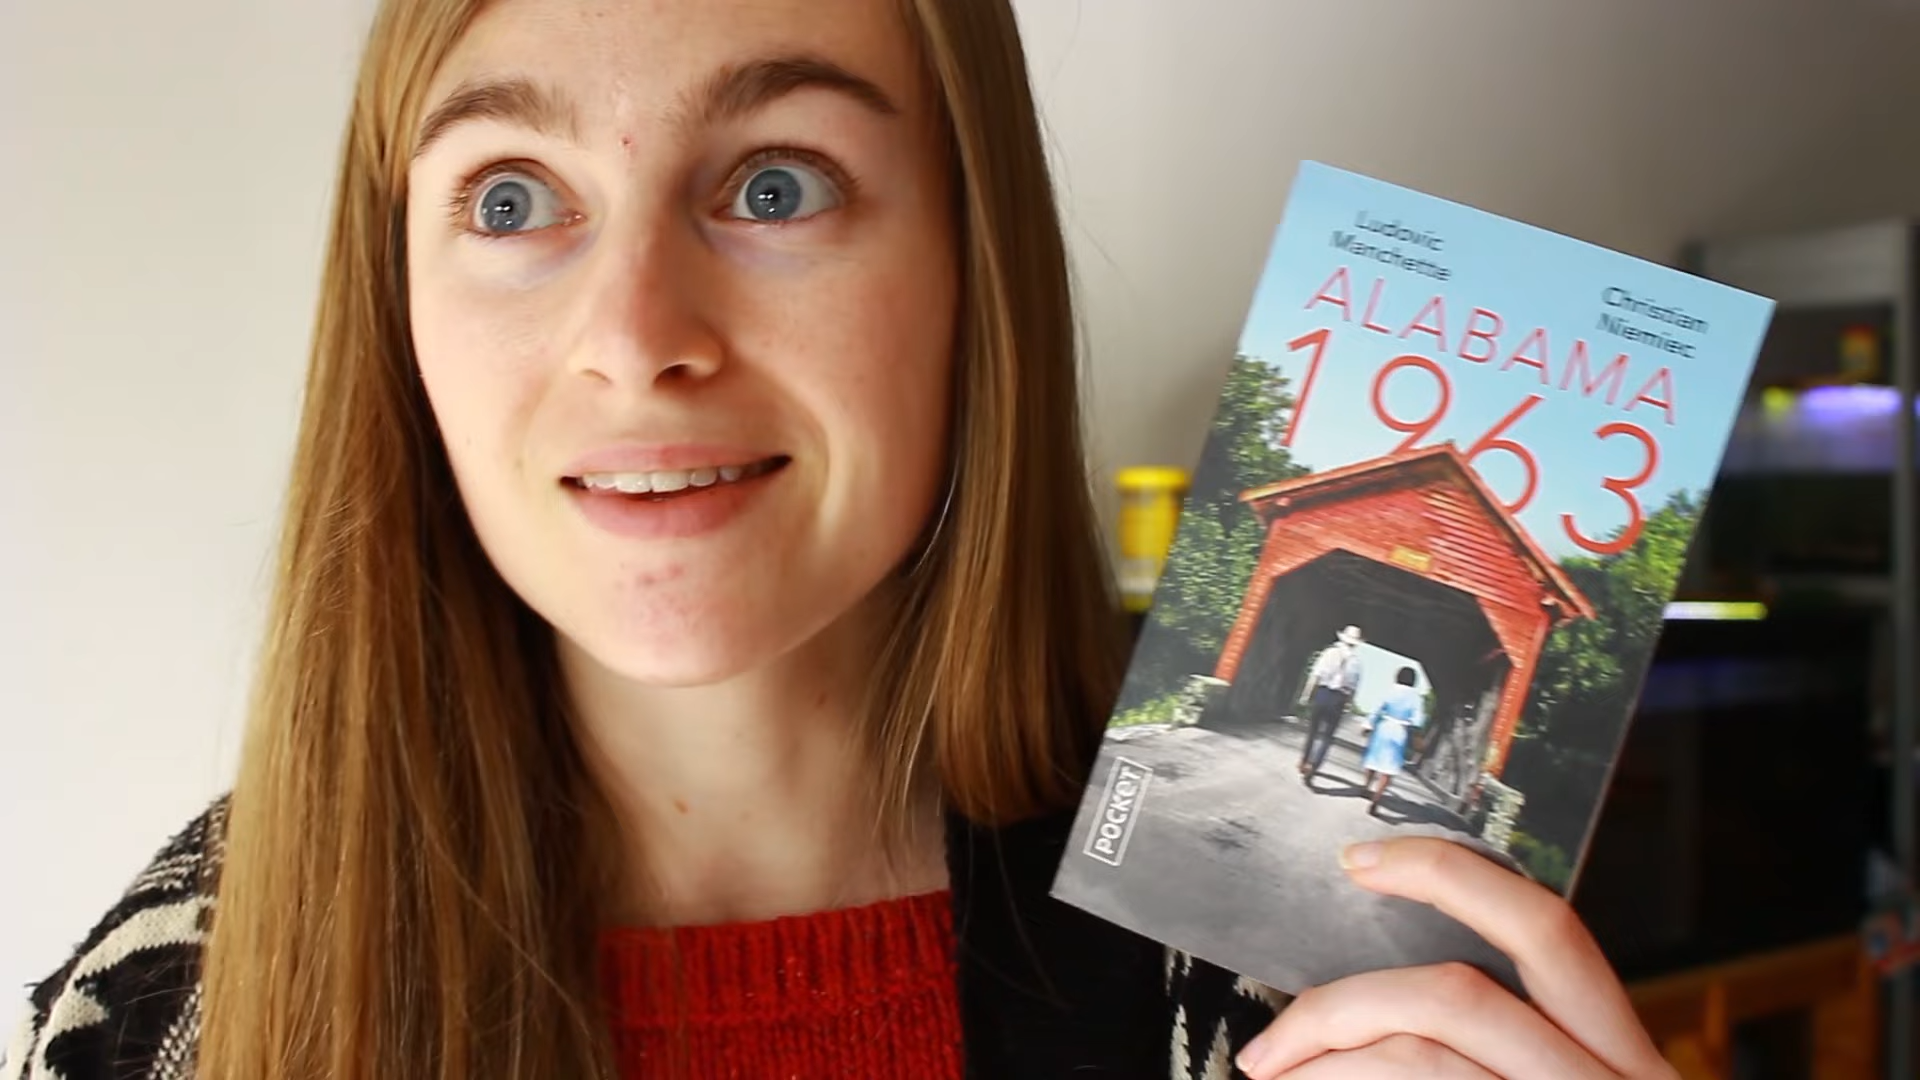 Ludovic
Manchette
Christian
Niemiec
ALABAMA
1963
POCKET